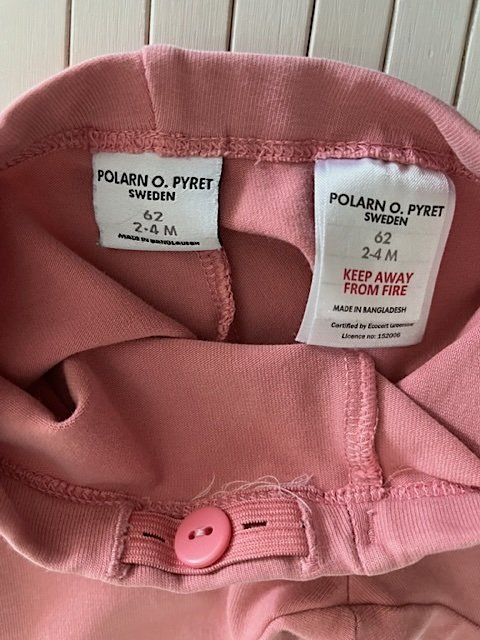 POLARN O. PYRET
SWEDEN
62
2-4 M
MADE IN BANGLADESH
POLARN O. PYRET
SWEDEN
62
2-4 M
KEEP AWAY
FROM FIRE
MADE IN BANGLADESH
Certified by Ecocert Greenlife
Licence no: 152006